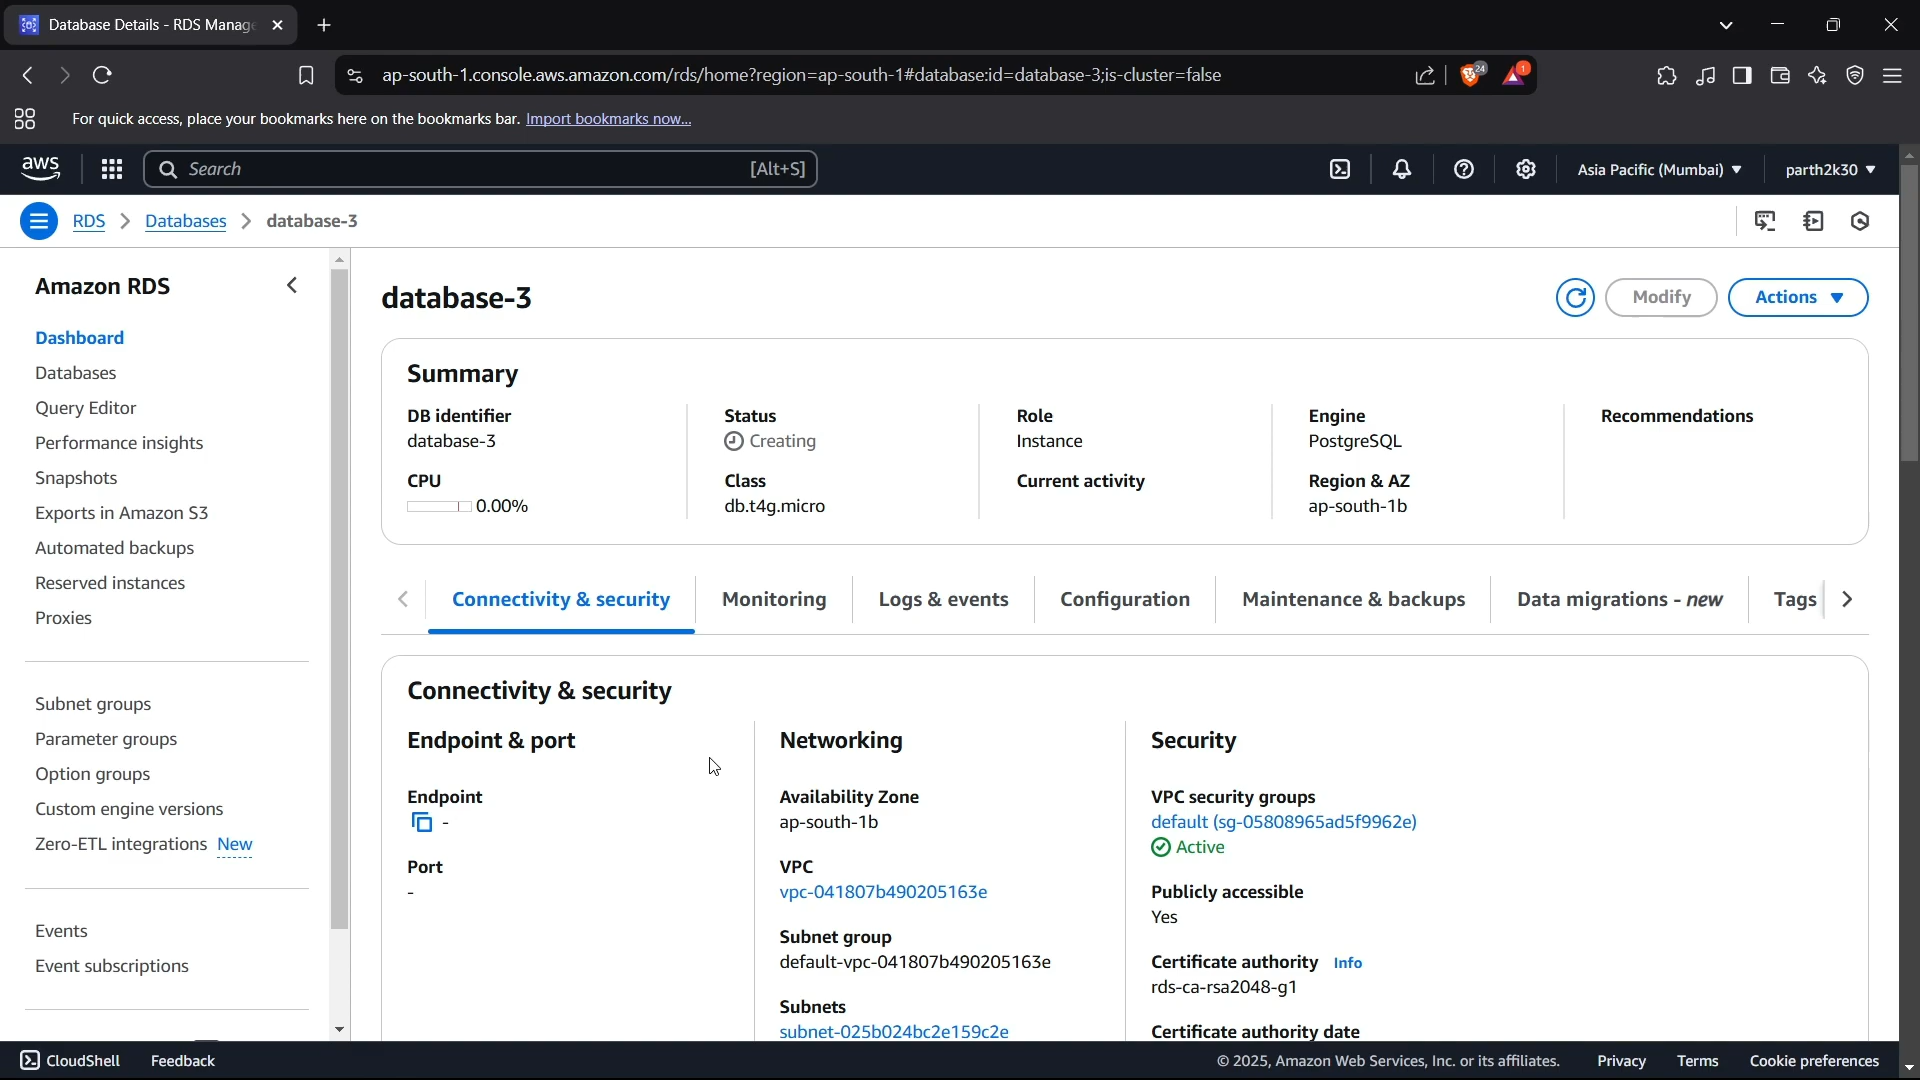 Database Details - RDS Manage
ap-south-1.console.aws.amazon.com/rds/home?region=ap-south-1#database:id=database-3;is-cluster=false
24
1
For quick access, place your bookmarks here on the bookmarks bar. Import bookmarks now...
aws
Search [Alt+S]
Asia Pacific (Mumbai)
parth2k30
RDS > Databases > database-3
Amazon RDS
Dashboard
Databases
Query Editor
Performance insights
Snapshots
Exports in Amazon S3
Automated backups
Reserved instances
Proxies
Subnet groups
Parameter groups
Option groups
Custom engine versions
Zero-ETL integrations New
Events
Event subscriptions
database-3
Modify
Actions
Summary
DB identifier
database-3
CPU
0.00%
Status
Creating
Class
db.t4g.micro
Role
Instance
Current activity
Engine
PostgreSQL
Region & AZ
ap-south-1b
Recommendations
Connectivity & security
Monitoring
Logs & events
Configuration
Maintenance & backups
Data migrations - new
Tags
Connectivity & security
Endpoint & port
Endpoint
-
Port
-
Networking
Availability Zone
ap-south-1b
VPC
vpc-041807b490205163e
Subnet group
default-vpc-041807b490205163e
Subnets
subnet-025b024bc2e159c2e
Security
VPC security groups
default (sg-05808965ad5f9962e)
Active
Publicly accessible
Yes
Certificate authority Info
rds-ca-rsa2048-g1
Certificate authority date
CloudShell
Feedback
© 2025, Amazon Web Services, Inc. or its affiliates.
Privacy
Terms
Cookie preferences